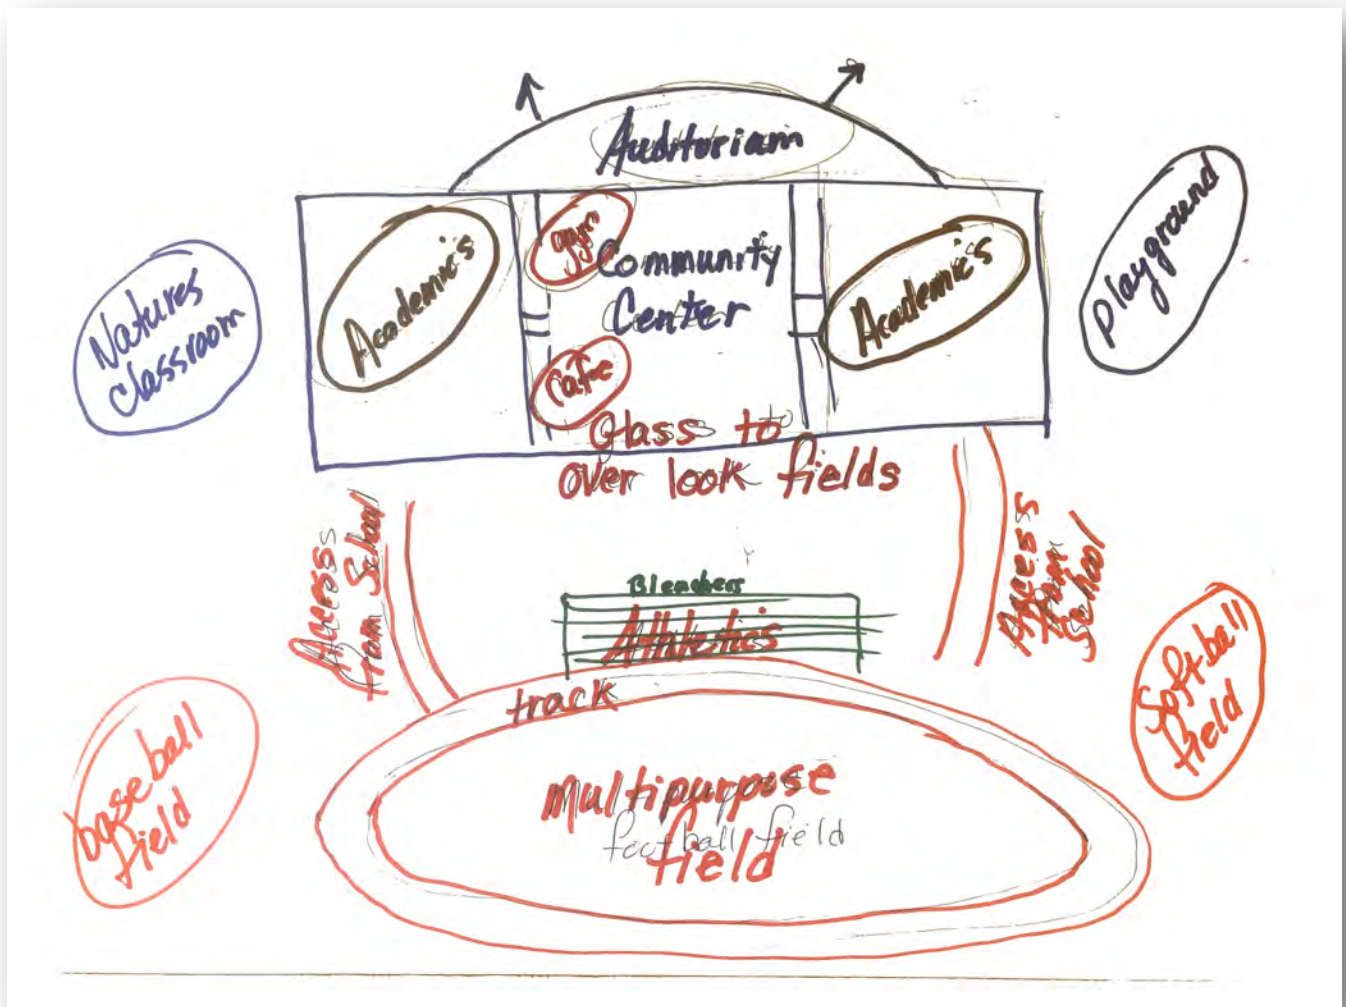 Auditorium
gym
Community
Center
Academic's
Academic's
Playground
Natures
classroom
Cafe
Glass to
over look fields
Access
from School
Access
from
School
Bleachers
Athletics
track
Softball
field
baseball
field
Multipurpose
football field
field